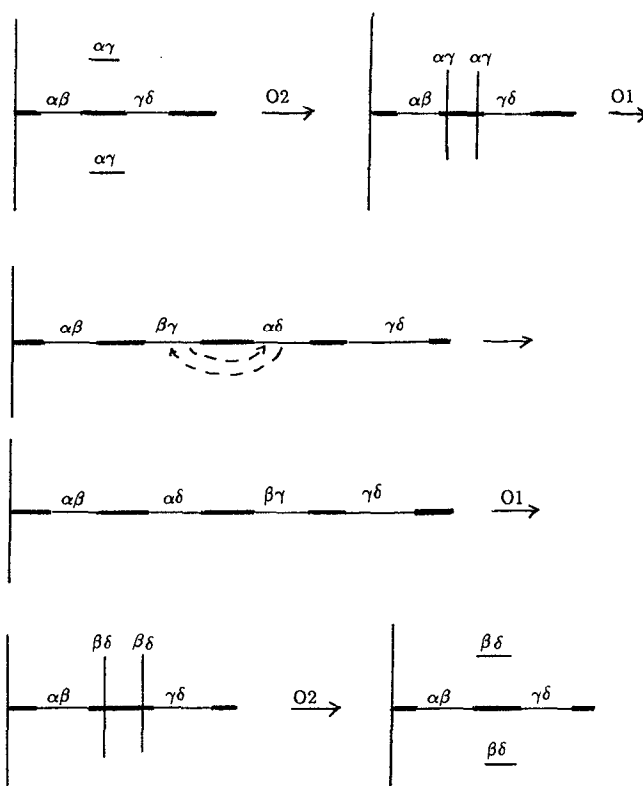 αγ
αβ γδ O2
αγ
αγ αγ
αβ γδ O1
αβ βγ αδ γδ
αβ αδ βγ γδ O1
βδ βδ
αβ γδ O2
βδ
αβ γδ
βδ